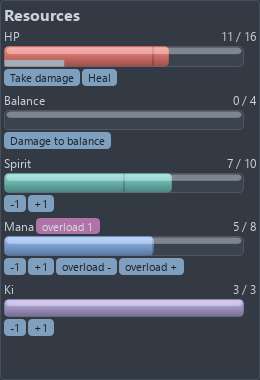 Resources
HP 11 / 16
Take damage Heal
Balance 0 / 4
Damage to balance
Spirit 7 / 10
-1 +1
Mana overload 1 5 / 8
-1 +1 overload - overload +
Ki 3 / 3
-1 +1